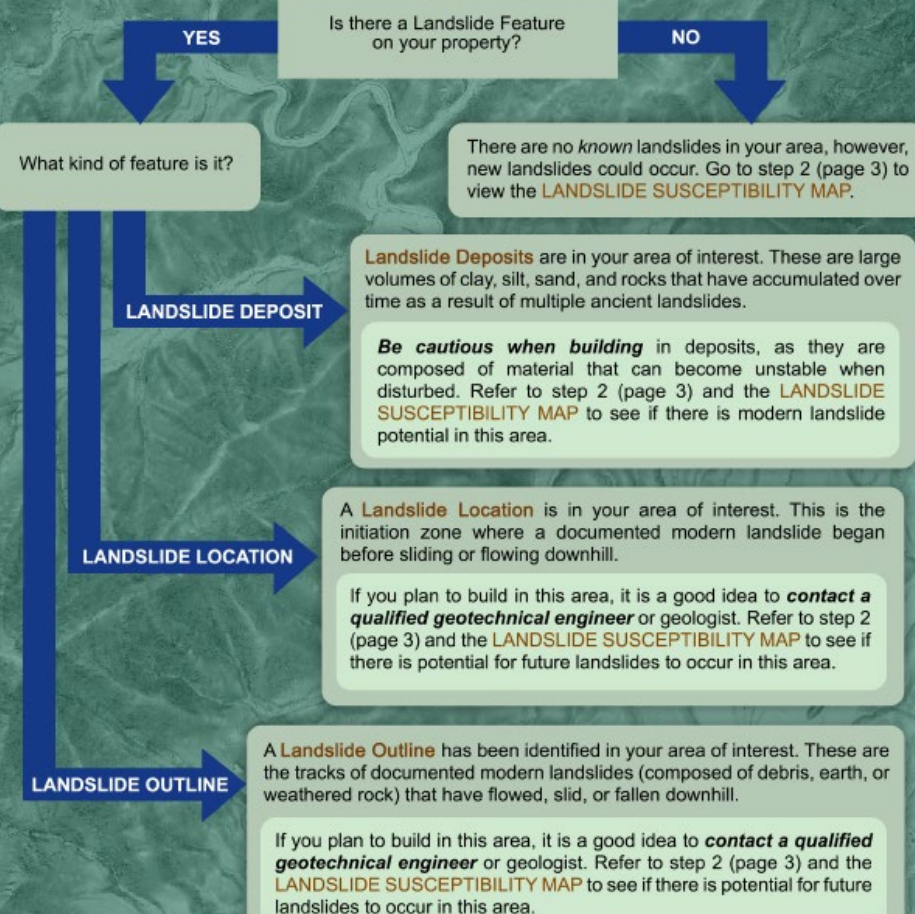 Is there a Landslide Feature
on your property?
YES
NO
What kind of feature is it?
There are no known landslides in your area, however,
new landslides could occur. Go to step 2 (page 3) to
view the LANDSLIDE SUSCEPTIBILITY MAP.
LANDSLIDE DEPOSIT
Landslide Deposits are in your area of interest. These are large
volumes of clay, silt, sand, and rocks that have accumulated over
time as a result of multiple ancient landslides.
Be cautious when building in deposits, as they are
composed of material that can become unstable when
disturbed. Refer to step 2 (page 3) and the LANDSLIDE
SUSCEPTIBILITY MAP to see if there is modern landslide
potential in this area.
LANDSLIDE LOCATION
A Landslide Location is in your area of interest. This is the
initiation zone where a documented modern landslide began
before sliding or flowing downhill.
If you plan to build in this area, it is a good idea to contact a
qualified geotechnical engineer or geologist. Refer to step 2
(page 3) and the LANDSLIDE SUSCEPTIBILITY MAP to see if
there is potential for future landslides to occur in this area.
LANDSLIDE OUTLINE
A Landslide Outline has been identified in your area of interest. These are
the tracks of documented modern landslides (composed of debris, earth, or
weathered rock) that have flowed, slid, or fallen downhill.
If you plan to build in this area, it is a good idea to contact a qualified
geotechnical engineer or geologist. Refer to step 2 (page 3) and the
LANDSLIDE SUSCEPTIBILITY MAP to see if there is potential for future
landslides to occur in this area.